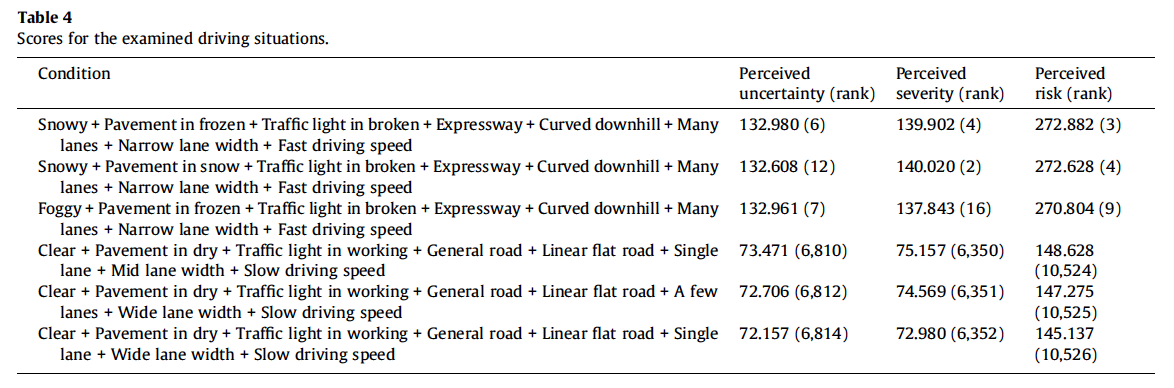 Table 4
Scores for the examined driving situations.
Condition Perceived uncertainty (rank) Perceived severity (rank) Perceived risk (rank)
Snowy + Pavement in frozen + Traffic light in broken + Expressway + Curved downhill + Many 132.980 (6) 139.902 (4) 272.882 (3)
lanes + Narrow lane width + Fast driving speed
Snowy + Pavement in snow + Traffic light in broken + Expressway + Curved downhill + Many 132.608 (12) 140.020 (2) 272.628 (4)
lanes + Narrow lane width + Fast driving speed
Foggy + Pavement in frozen + Traffic light in broken + Expressway + Curved downhill + Many 132.961 (7) 137.843 (16) 270.804 (9)
lanes + Narrow lane width + Fast driving speed
Clear + Pavement in dry + Traffic light in working + General road + Linear flat road + Single 73.471 (6,810) 75.157 (6,350) 148.628
lane + Mid lane width + Slow driving speed (10,524)
Clear + Pavement in dry + Traffic light in working + General road + Linear flat road + A few 72.706 (6,812) 74.569 (6,351) 147.275
lanes + Wide lane width + Slow driving speed (10,525)
Clear + Pavement in dry + Traffic light in working + General road + Linear flat road + Single 72.157 (6,814) 72.980 (6,352) 145.137
lane + Wide lane width + Slow driving speed (10,526)